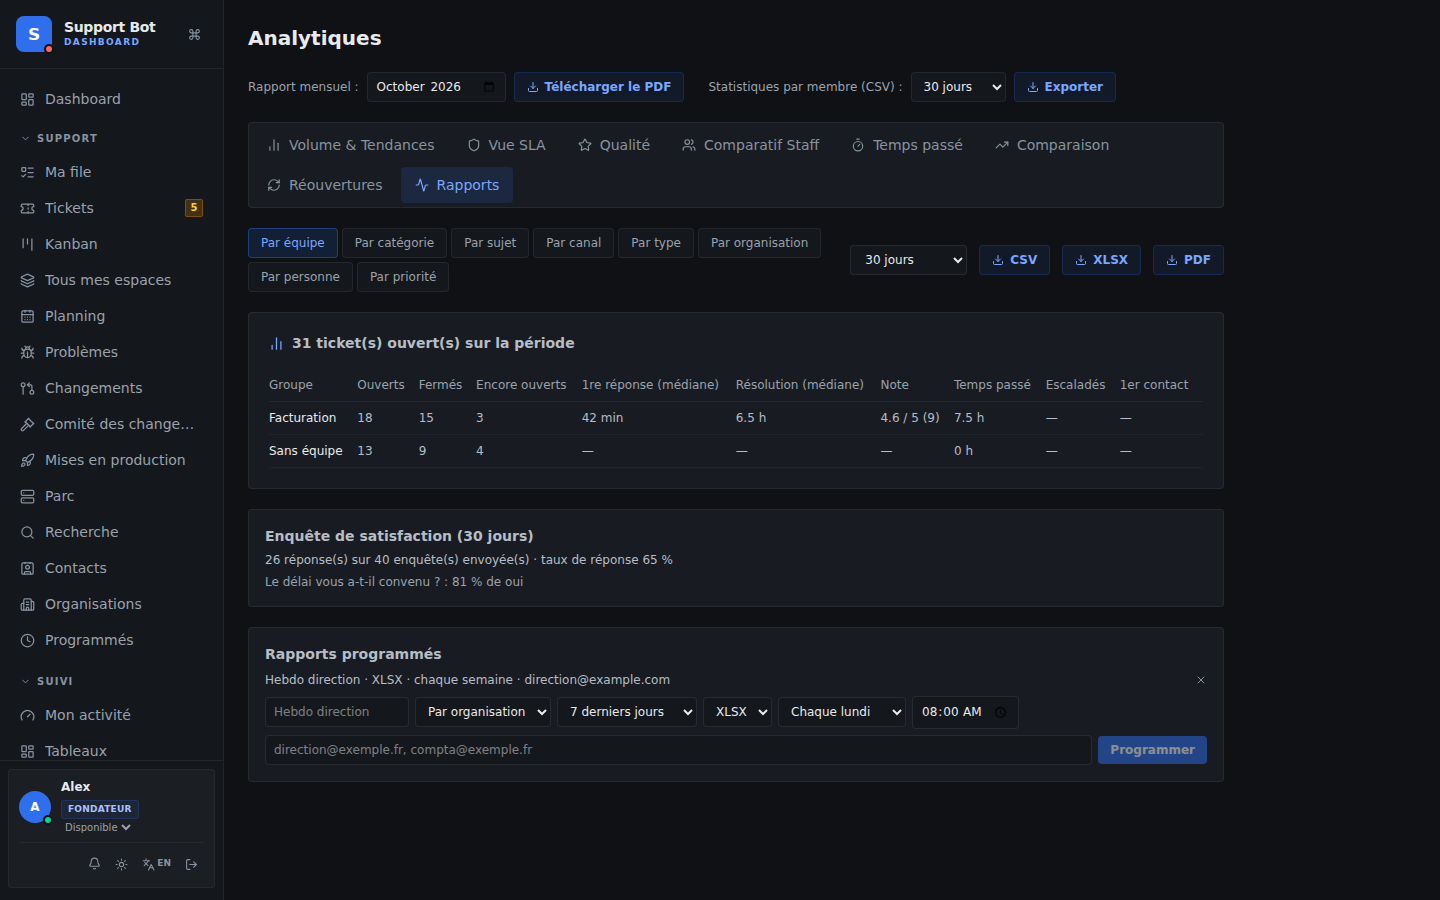 S
Support Bot
DASHBOARD
⌘
Dashboard
SUPPORT
Ma file
Tickets 5
Kanban
Tous mes espaces
Planning
Problèmes
Changements
Comité des change...
Mises en production
Parc
Recherche
Contacts
Organisations
Programmés
SUIVI
Mon activité
Tableaux
A
Alex
FONDATEUR
Disponible
EN
Analytiques
Rapport mensuel : October 2026 Télécharger le PDF Statistiques par membre (CSV) : 30 jours Exporter
Volume & Tendances Vue SLA Qualité Comparatif Staff Temps passé Comparaison
Réouvertures Rapports
Par équipe Par catégorie Par sujet Par canal Par type Par organisation
Par personne Par priorité
30 jours CSV XLSX PDF
31 ticket(s) ouvert(s) sur la période
Groupe Ouverts Fermés Encore ouverts 1re réponse (médiane) Résolution (médiane) Note Temps passé Escaladés 1er contact
Facturation 18 15 3 42 min 6.5 h 4.6 / 5 (9) 7.5 h — —
Sans équipe 13 9 4 — — — 0 h — —
Enquête de satisfaction (30 jours)
26 réponse(s) sur 40 enquête(s) envoyée(s) · taux de réponse 65 %
Le délai vous a-t-il convenu ? : 81 % de oui
Rapports programmés
Hebdo direction · XLSX · chaque semaine · direction@example.com
Hebdo direction Par organisation 7 derniers jours XLSX Chaque lundi 08:00 AM
direction@exemple.fr, compta@exemple.fr Programmer